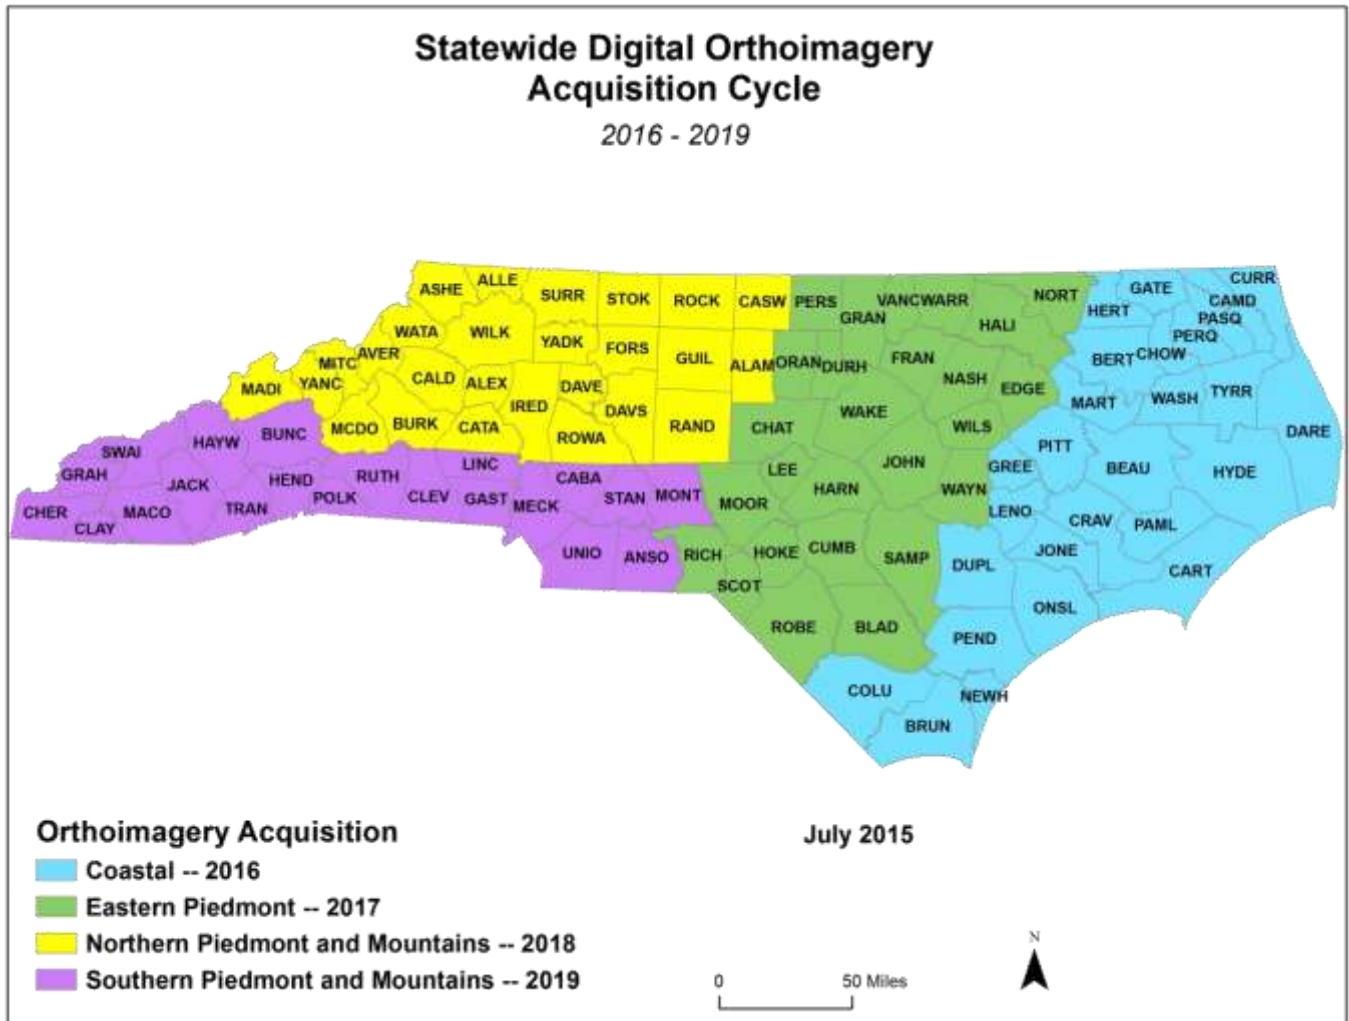 Statewide Digital Orthoimagery
Acquisition Cycle
2016 - 2019
ALLE
CURR
ASHE
GATE
SURR
STOK
ROCK
CASW
PERS
VANC
WARR
NORT
CAMD
HERT
GRAN
PASQ
WATA
WILK
HALI
PERQ
YADK
FORS
GUIL
ALAM
ORAN
DURH
FRAN
BERT
CHOW
MITC
AVER
MADI
YANC
CALD
ALEX
DAVE
NASH
EDGE
IRED
DAVS
WAKE
MART
WASH
TYRR
MCDO
BURK
CATA
ROWA
RAND
CHAT
WILS
DARE
HAYW
BUNC
PITT
SWAI
GRAH
LINC
LEE
JOHN
GREE
BEAU
HYDE
JACK
HEND
RUTH
CABA
POLK
CLEV
GAST
MECK
STAN
MONT
MOOR
HARN
WAYN
CHER
CLAY
MACO
TRAN
LENO
CRAV
PAML
UNIO
ANSO
RICH
HOKE
CUMB
SAMP
DUPL
JONE
CART
SCOT
ONSL
ROBE
BLAD
PEND
COLU
NEWH
BRUN
Orthoimagery Acquisition
July 2015
Coastal -- 2016
Eastern Piedmont -- 2017
Northern Piedmont and Mountains -- 2018
Southern Piedmont and Mountains -- 2019
N
0 50 Miles